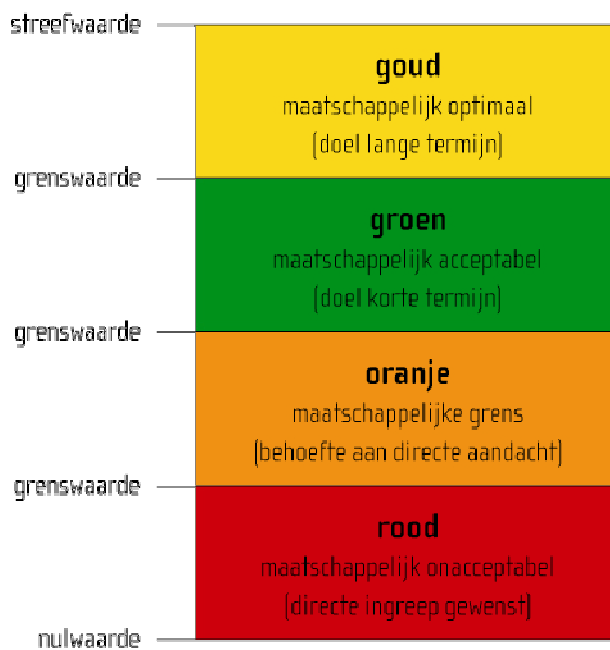 streefwaarde
goud
maatschappelijk optimaal
(doel lange termijn)
grenswaarde
groen
maatschappelijk acceptabel
(doel korte termijn)
grenswaarde
oranje
maatschappelijke grens
(behoefte aan directe aandacht)
grenswaarde
rood
maatschappelijk onacceptabel
(directe ingreep gewenst)
nulwaarde